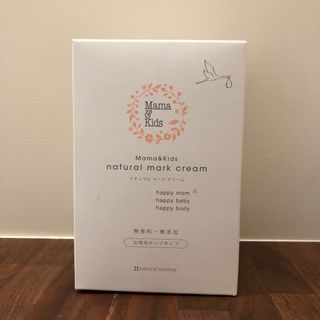 Mama
&
Kids
Mama&Kids
natural mark cream
ナチュラル マーク クリーム
happy mom
happy baby
happy body
無香料・無添加
お得用ポンプタイプ
natural science